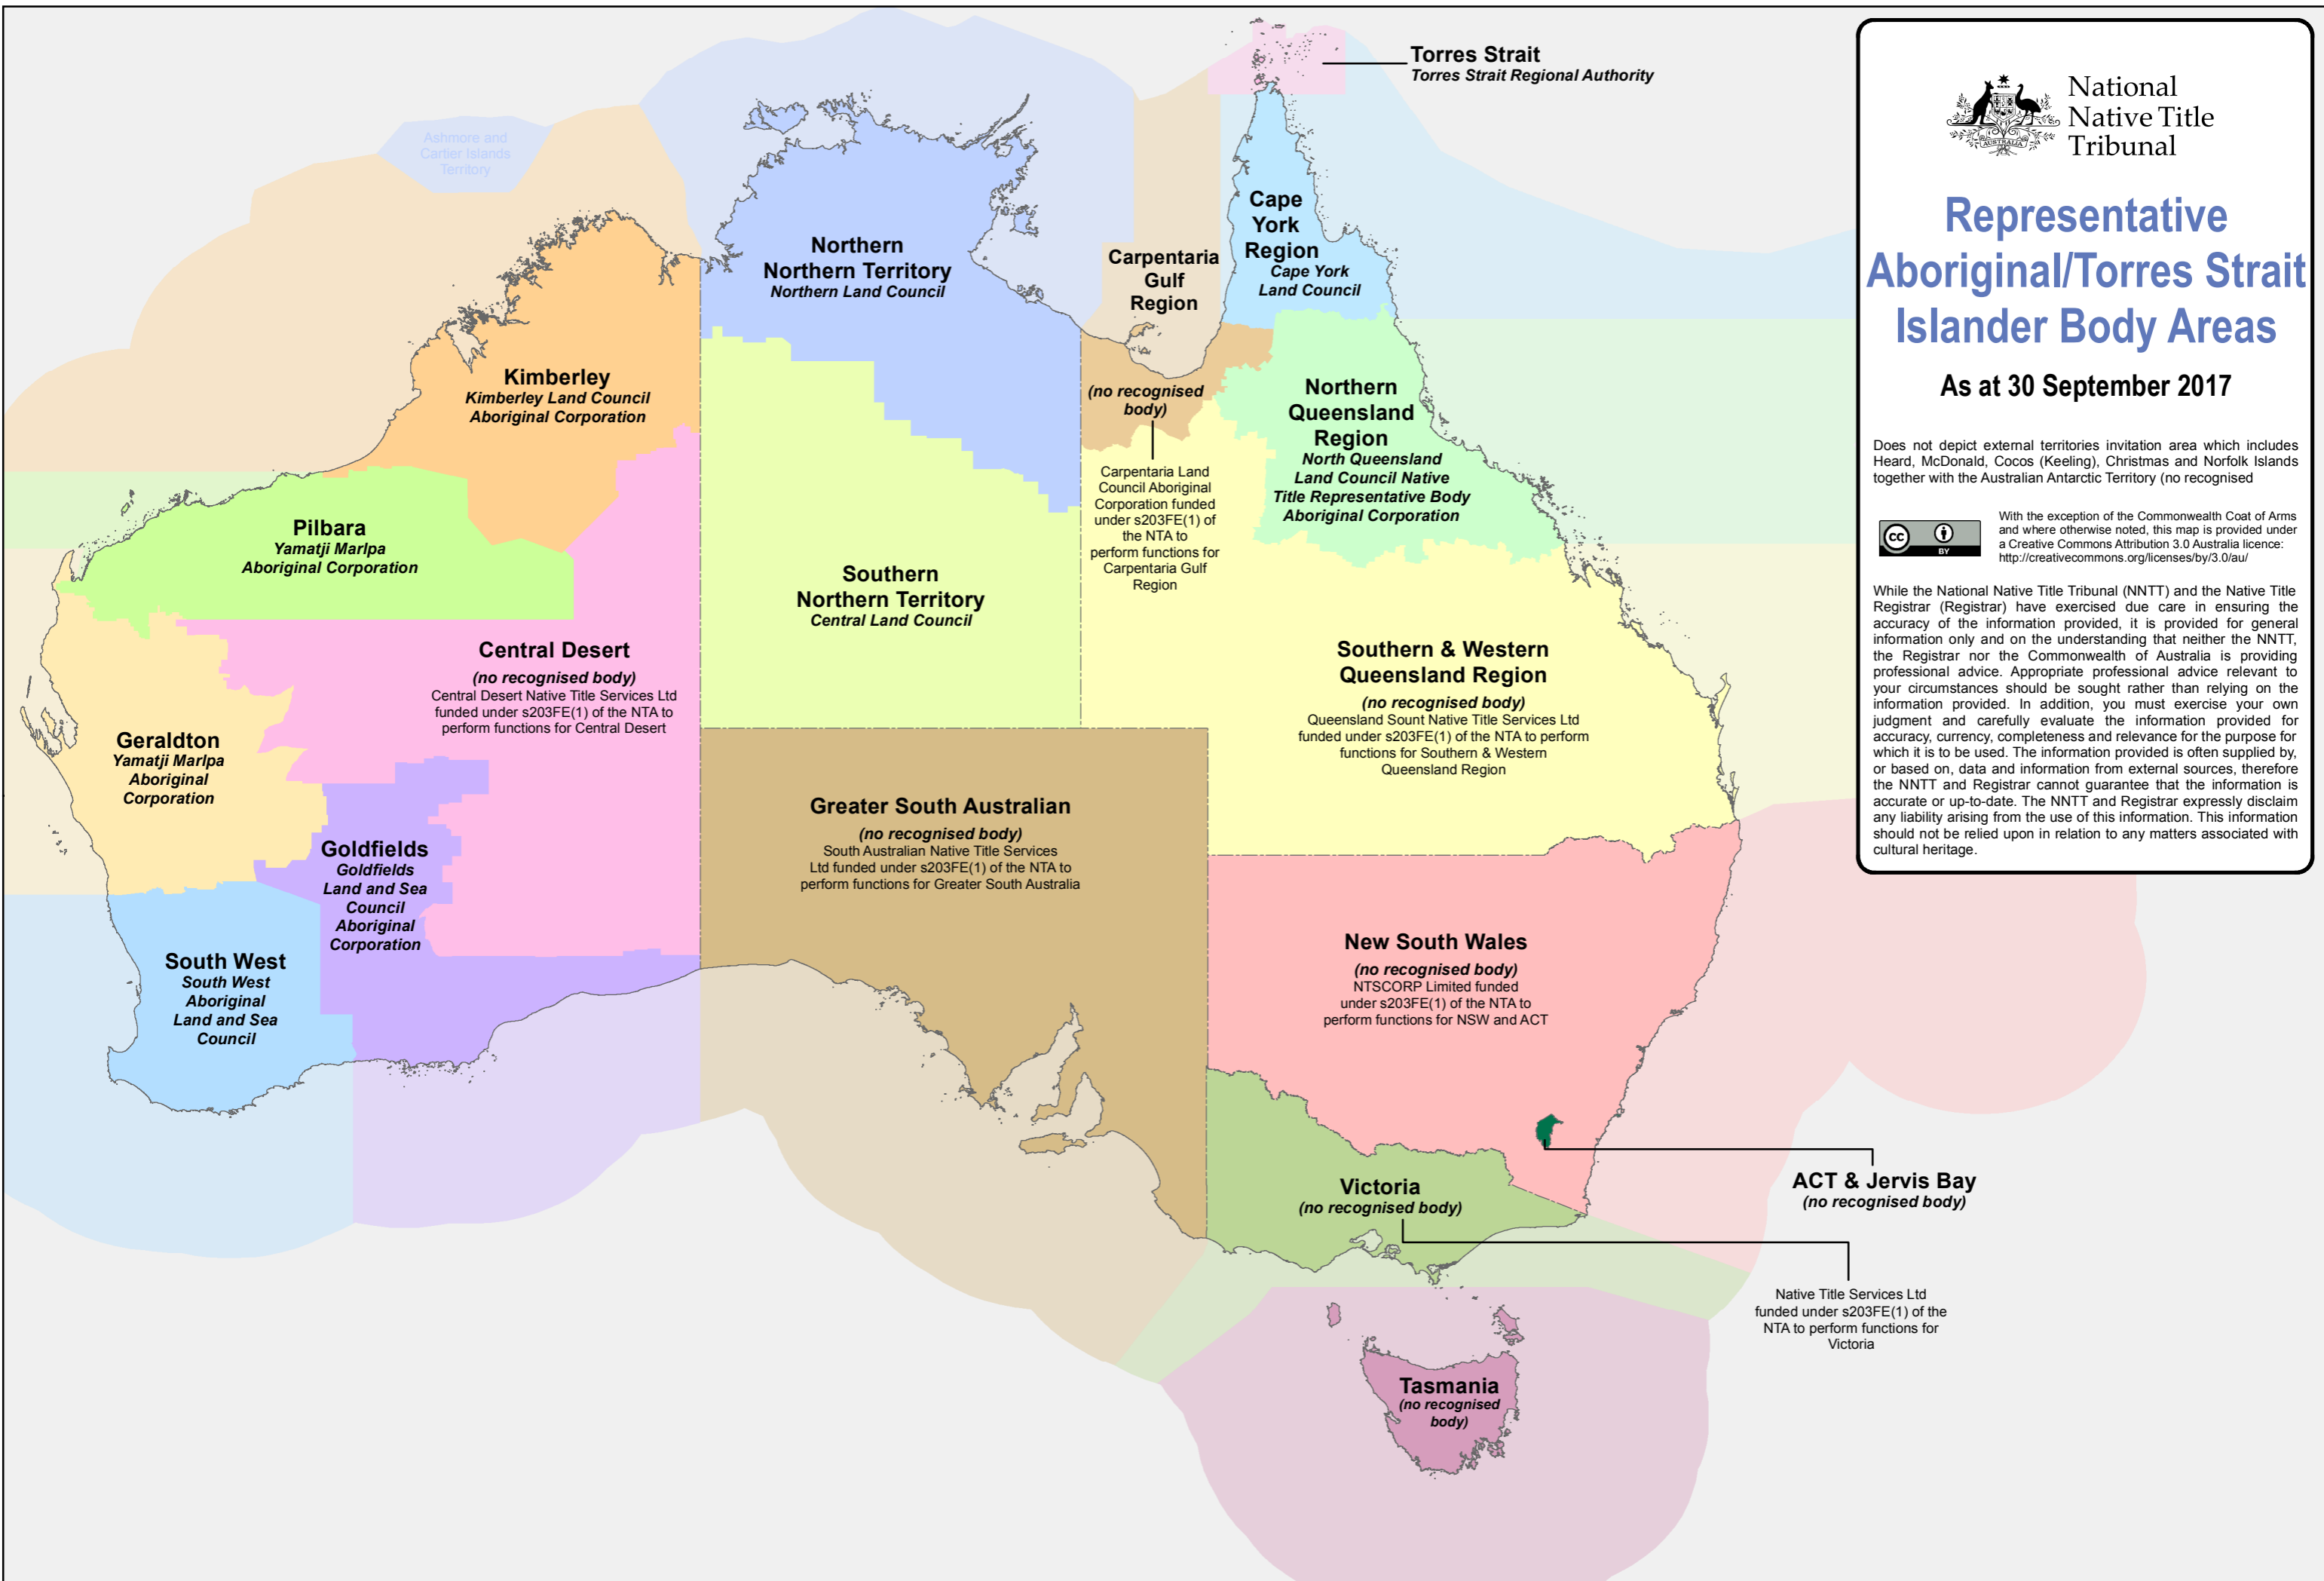 Torres Strait
Torres Strait Regional Authority
Ashmore and
Cartier Islands
Territory
Northern
Northern Territory
Northern Land Council
Cape
York
Region
Cape York
Land Council
Carpentaria
Gulf
Region
(no recognised
body)
Carpentaria Land
Council Aboriginal
Corporation funded
under s203FE(1) of
the NTA to
perform functions for
Carpentaria Gulf
Region
Kimberley
Kimberley Land Council
Aboriginal Corporation
Northern
Queensland
Region
North Queensland
Land Council Native
Title Representative Body
Aboriginal Corporation
Pilbara
Yamatji Marlpa
Aboriginal Corporation
Southern
Northern Territory
Central Land Council
Central Desert
(no recognised body)
Central Desert Native Title Services Ltd
funded under s203FE(1) of the NTA to
perform functions for Central Desert
Southern & Western
Queensland Region
(no recognised body)
Queensland Sount Native Title Services Ltd
funded under s203FE(1) of the NTA to perform
functions for Southern & Western
Queensland Region
Geraldton
Yamatji Marlpa
Aboriginal
Corporation
Greater South Australian
(no recognised body)
South Australian Native Title Services
Ltd funded under s203FE(1) of the NTA to
perform functions for Greater South Australia
Goldfields
Goldfields
Land and Sea
Council
Aboriginal
Corporation
South West
South West
Aboriginal
Land and Sea
Council
New South Wales
(no recognised body)
NTSCORP Limited funded
under s203FE(1) of the NTA to
perform functions for NSW and ACT
Victoria
(no recognised body)
ACT & Jervis Bay
(no recognised body)
Native Title Services Ltd
funded under s203FE(1) of the
NTA to perform functions for
Victoria
Tasmania
(no recognised
body)
AUSTRALIA
National
Native Title
Tribunal
Representative
Aboriginal/Torres Strait
Islander Body Areas
As at 30 September 2017
Does not depict external territories invitation area which includes
Heard, McDonald, Cocos (Keeling), Christmas and Norfolk Islands
together with the Australian Antarctic Territory (no recognised
cc
BY
With the exception of the Commonwealth Coat of Arms
and where otherwise noted, this map is provided under
a Creative Commons Attribution 3.0 Australia licence:
http://creativecommons.org/licenses/by/3.0/au/
While the National Native Title Tribunal (NNTT) and the Native Title
Registrar (Registrar) have exercised due care in ensuring the
accuracy of the information provided, it is provided for general
information only and on the understanding that neither the NNTT,
the Registrar nor the Commonwealth of Australia is providing
professional advice. Appropriate professional advice relevant to
your circumstances should be sought rather than relying on the
information provided. In addition, you must exercise your own
judgment and carefully evaluate the information provided for
accuracy, currency, completeness and relevance for the purpose for
which it is to be used. The information provided is often supplied by,
or based on, data and information from external sources, therefore
the NNTT and Registrar cannot guarantee that the information is
accurate or up-to-date. The NNTT and Registrar expressly disclaim
any liability arising from the use of this information. This information
should not be relied upon in relation to any matters associated with
cultural heritage.